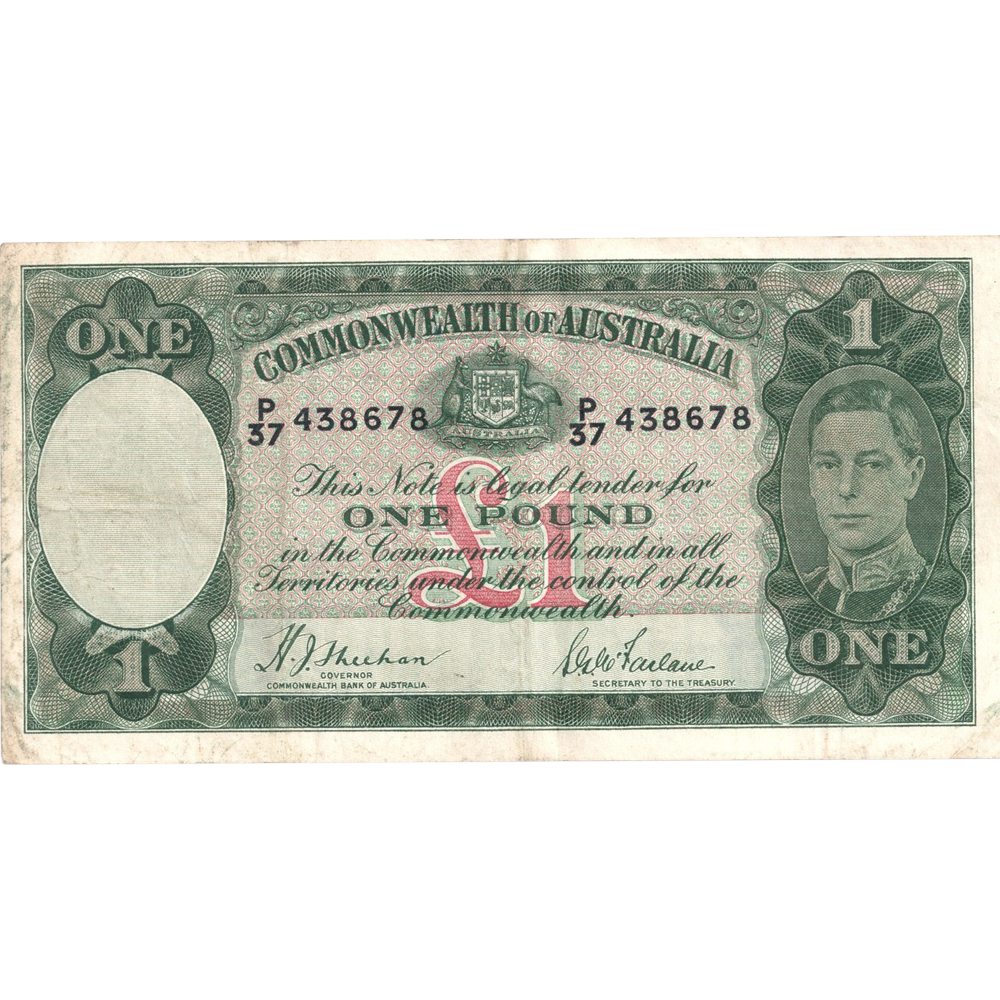 ONE
1
COMMONWEALTH OF AUSTRALIA
P/37 438678
P/37 438678
AUSTRALIA
This Note is legal tender for
ONE POUND
£1
in the Commonwealth and in all
Territories under the control of the
Commonwealth.
H.J. Sheehan
GOVERNOR
COMMONWEALTH BANK OF AUSTRALIA.
McFarlane
SECRETARY TO THE TREASURY.
1
ONE